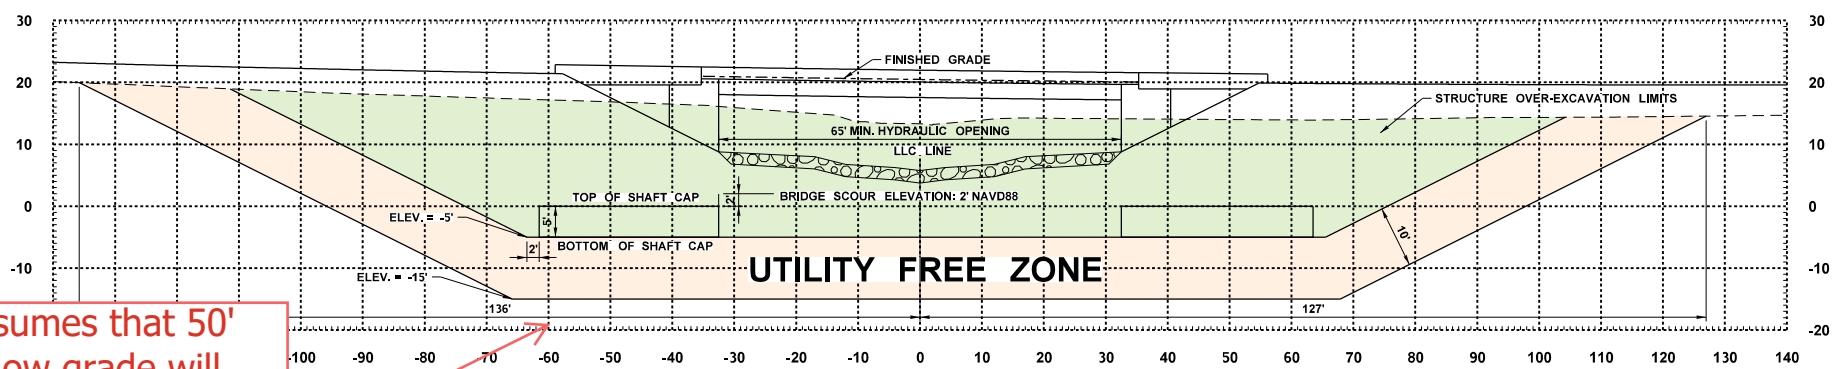 30 30
FINISHED GRADE
20 20
STRUCTURE OVER-EXCAVATION LIMITS
65' MIN. HYDRAULIC OPENING
10 10
LLC LINE
TOP OF SHAFT CAP 2' BRIDGE SCOUR ELEVATION: 2' NAVD88
0 0
ELEV. = -5' 5'
2' BOTTOM OF SHAFT CAP 10'
-10 UTILITY FREE ZONE -10
ELEV. = -15'
136' 127'
-20
sumes that 50'
ow grade will
-100 -90 -80 -70 -60 -50 -40 -30 -20 -10 0 10 20 30 40 50 60 70 80 90 100 110 120 130 140